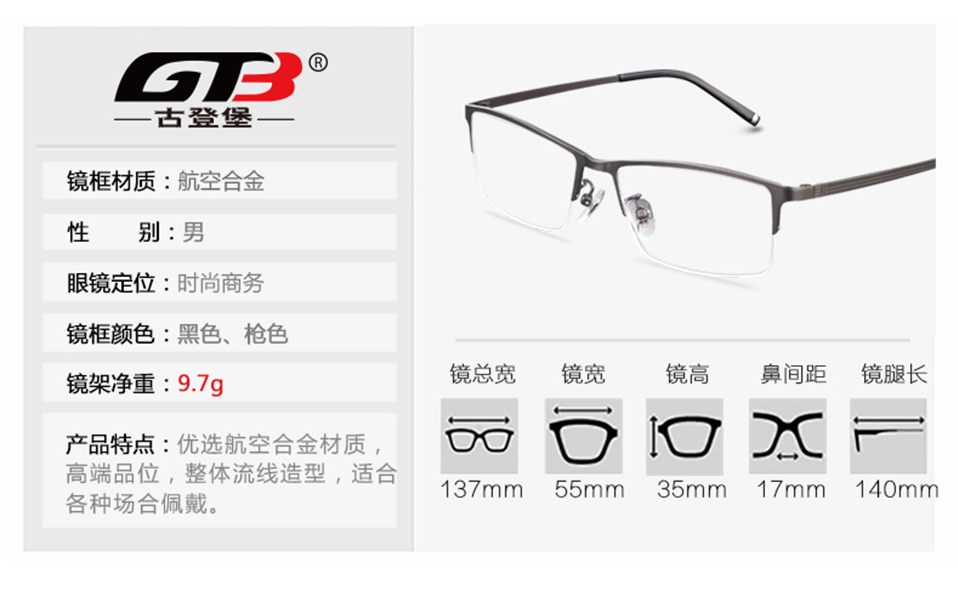 GTB®
古登堡
镜框材质：航空合金
性 别：男
眼镜定位：时尚商务
镜框颜色：黑色、枪色
镜架净重：9.7g
产品特点：优选航空合金材质，
高端品位，整体流线造型，适合
各种场合佩戴。
镜总宽 镜宽 镜高 鼻间距 镜腿长
137mm 55mm 35mm 17mm 140mm